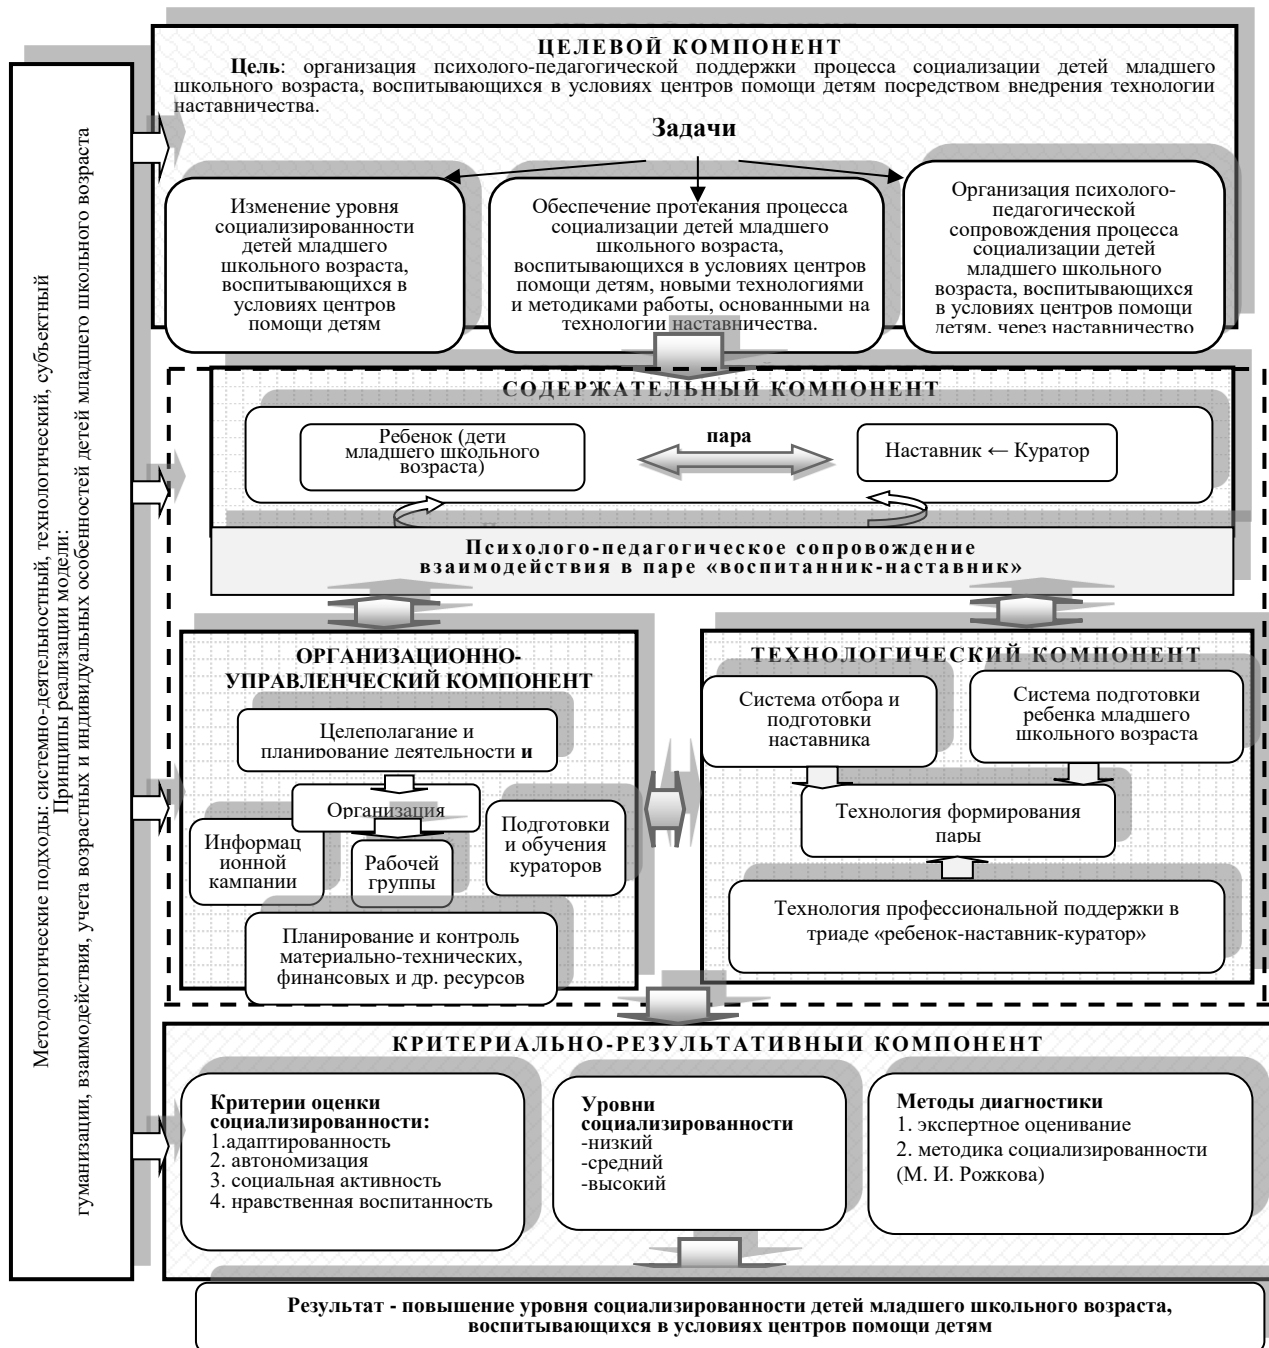 Методологические подходы: системно-деятельностный, технологический, субъектный
Принципы реализации модели:
гуманизации, взаимодействия, учета возрастных и индивидуальных особенностей детей младшего школьного возраста
ЦЕЛЕВОЙ КОМПОНЕНТ
Цель: организация психолого-педагогической поддержки процесса социализации детей младшего
школьного возраста, воспитывающихся в условиях центров помощи детям посредством внедрения технологии
наставничества.
Задачи
Изменение уровня
социализированности
детей младшего
школьного возраста,
воспитывающихся в
условиях центров
помощи детям
Обеспечение протекания процесса
социализации детей младшего
школьного возраста,
воспитывающихся в условиях центров
помощи детям, новыми технологиями
и методиками работы, основанными на
технологии наставничества.
Организация психолого-
педагогической
сопровождения процесса
социализации детей
младшего школьного
возраста, воспитывающихся
в условиях центров помощи
детям, через наставничество
СОДЕРЖАТЕЛЬНЫЙ КОМПОНЕНТ
Ребенок (дети
младшего школьного
возраста)
пара
Наставник ← Куратор
Психолого-педагогическое сопровождение
взаимодействия в паре «воспитанник-наставник»
ОРГАНИЗАЦИОННО-
УПРАВЛЕНЧЕСКИЙ КОМПОНЕНТ
Целеполагание и
планирование деятельности и
Организация
Информац
ионной
кампании
Рабочей
группы
Подготовки
и обучения
кураторов
Планирование и контроль
материально-технических,
финансовых и др. ресурсов
ТЕХНОЛОГИЧЕСКИЙ КОМПОНЕНТ
Система отбора и
подготовки
наставника
Система подготовки
ребенка младшего
школьного возраста
Технология формирования
пары
Технология профессиональной поддержки в
триаде «ребенок-наставник-куратор»
КРИТЕРИАЛЬНО-РЕЗУЛЬТАТИВНЫЙ КОМПОНЕНТ
Критерии оценки
социализированности:
1.адаптированность
2. автономизация
3. социальная активность
4. нравственная воспитанность
Уровни
социализированности
-низкий
-средний
-высокий
Методы диагностики
1. экспертное оценивание
2. методика социализированности
(М. И. Рожкова)
Результат - повышение уровня социализированности детей младшего школьного возраста,
воспитывающихся в условиях центров помощи детям